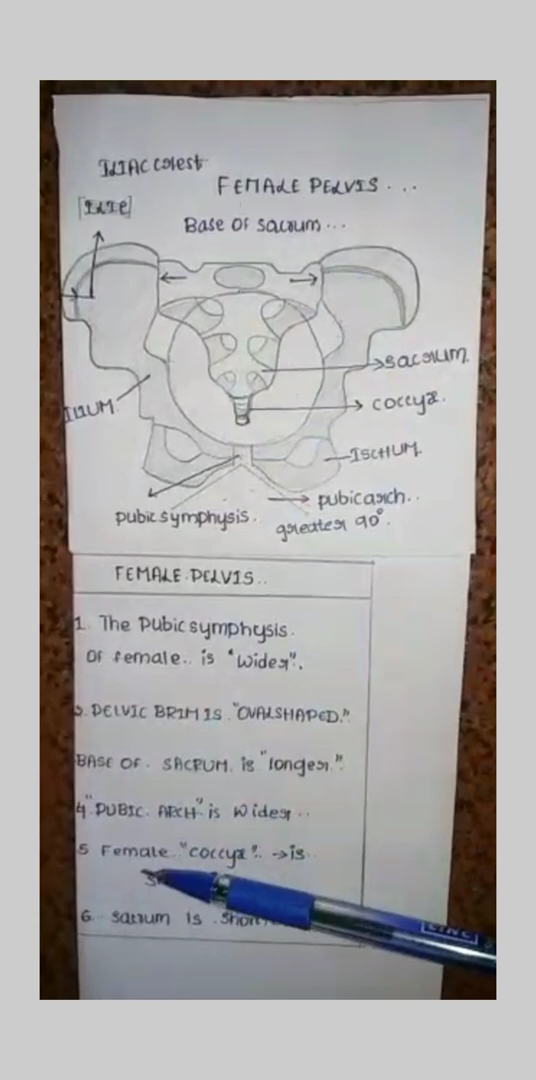 ILIAC crest
FEMALE PELVIS...
Base of sacrum...
sacrum.
coccyx.
ILIUM.
ISCHUM.
pubic symphysis.
pubic arch..
greater 90°.
FEMALE PELVIS..
1. The Pubic symphysis.
of female.. is "wider".
PELVIC BRIM IS "OVALSHAPED."
BASE OF. SACRUM. is "longer."
4 "PUBIC. ARCH" is wider..
5 Female "coccyx". →is..
6. sacrum is
LINC